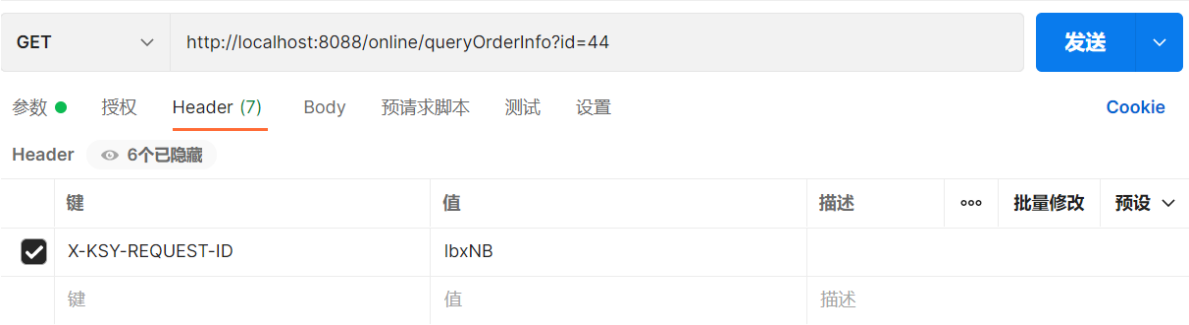 GET http://localhost:8088/online/queryOrderInfo?id=44 发送
参数 授权 Header (7) Body 预请求脚本 测试 设置 Cookie
Header 6个已隐藏
键 值 描述 ooo 批量修改 预设
X-KSY-REQUEST-ID lbxNB
键 值 描述